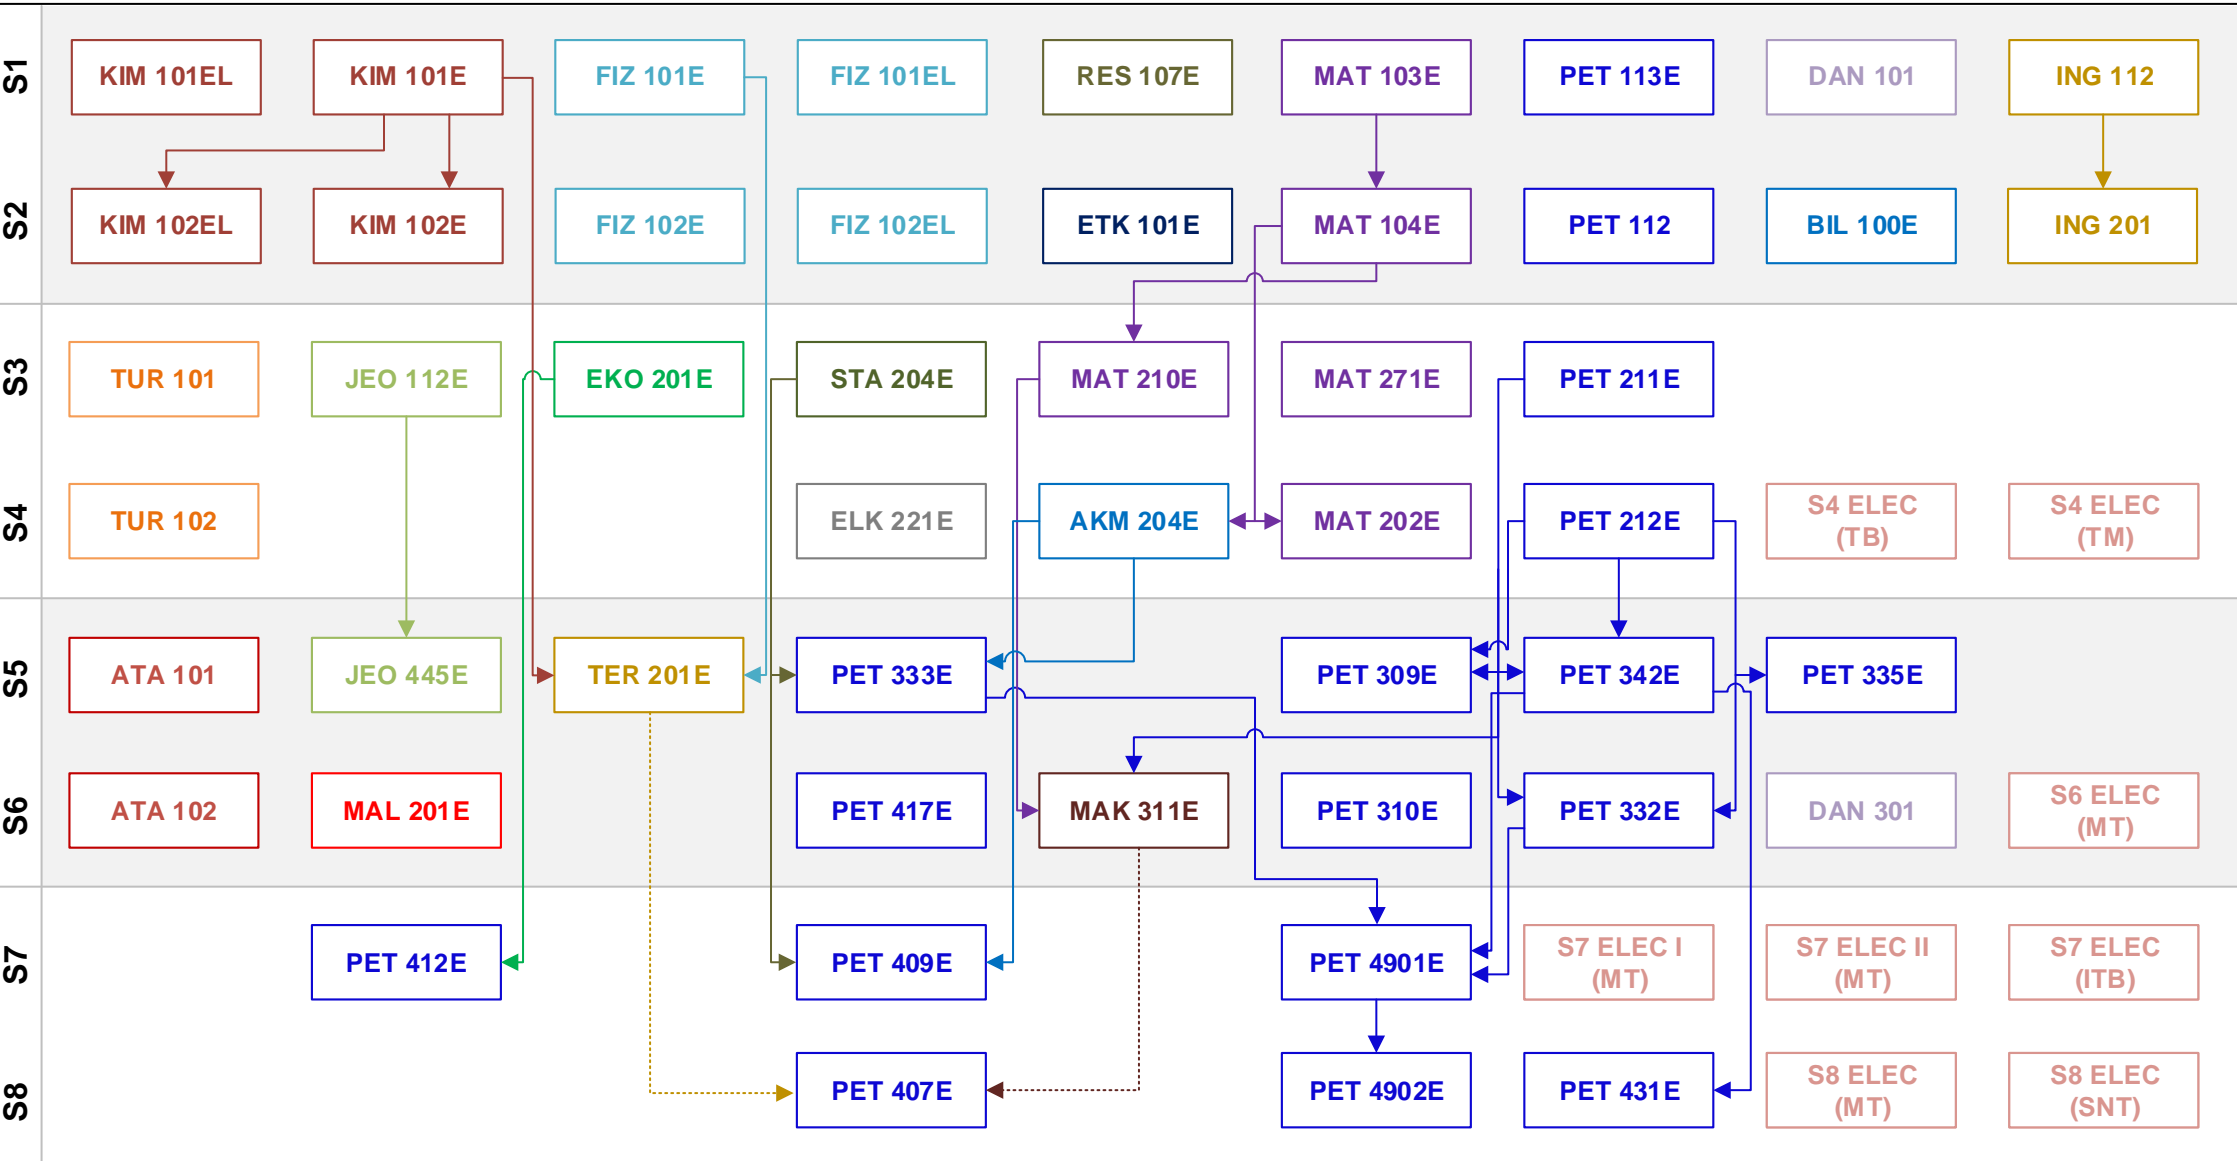 S1
KIM 101EL
KIM 101E
FIZ 101E
FIZ 101EL
RES 107E
MAT 103E
PET 113E
DAN 101
ING 112
S2
KIM 102EL
KIM 102E
FIZ 102E
FIZ 102EL
ETK 101E
MAT 104E
PET 112
BIL 100E
ING 201
S3
TUR 101
JEO 112E
EKO 201E
STA 204E
MAT 210E
MAT 271E
PET 211E
S4
TUR 102
ELK 221E
AKM 204E
MAT 202E
PET 212E
S4 ELEC
(TB)
S4 ELEC
(TM)
S5
ATA 101
JEO 445E
TER 201E
PET 333E
PET 309E
PET 342E
PET 335E
S6
ATA 102
MAL 201E
PET 417E
MAK 311E
PET 310E
PET 332E
DAN 301
S6 ELEC
(MT)
S7
PET 412E
PET 409E
PET 4901E
S7 ELEC I
(MT)
S7 ELEC II
(MT)
S7 ELEC
(ITB)
S8
PET 407E
PET 4902E
PET 431E
S8 ELEC
(MT)
S8 ELEC
(SNT)